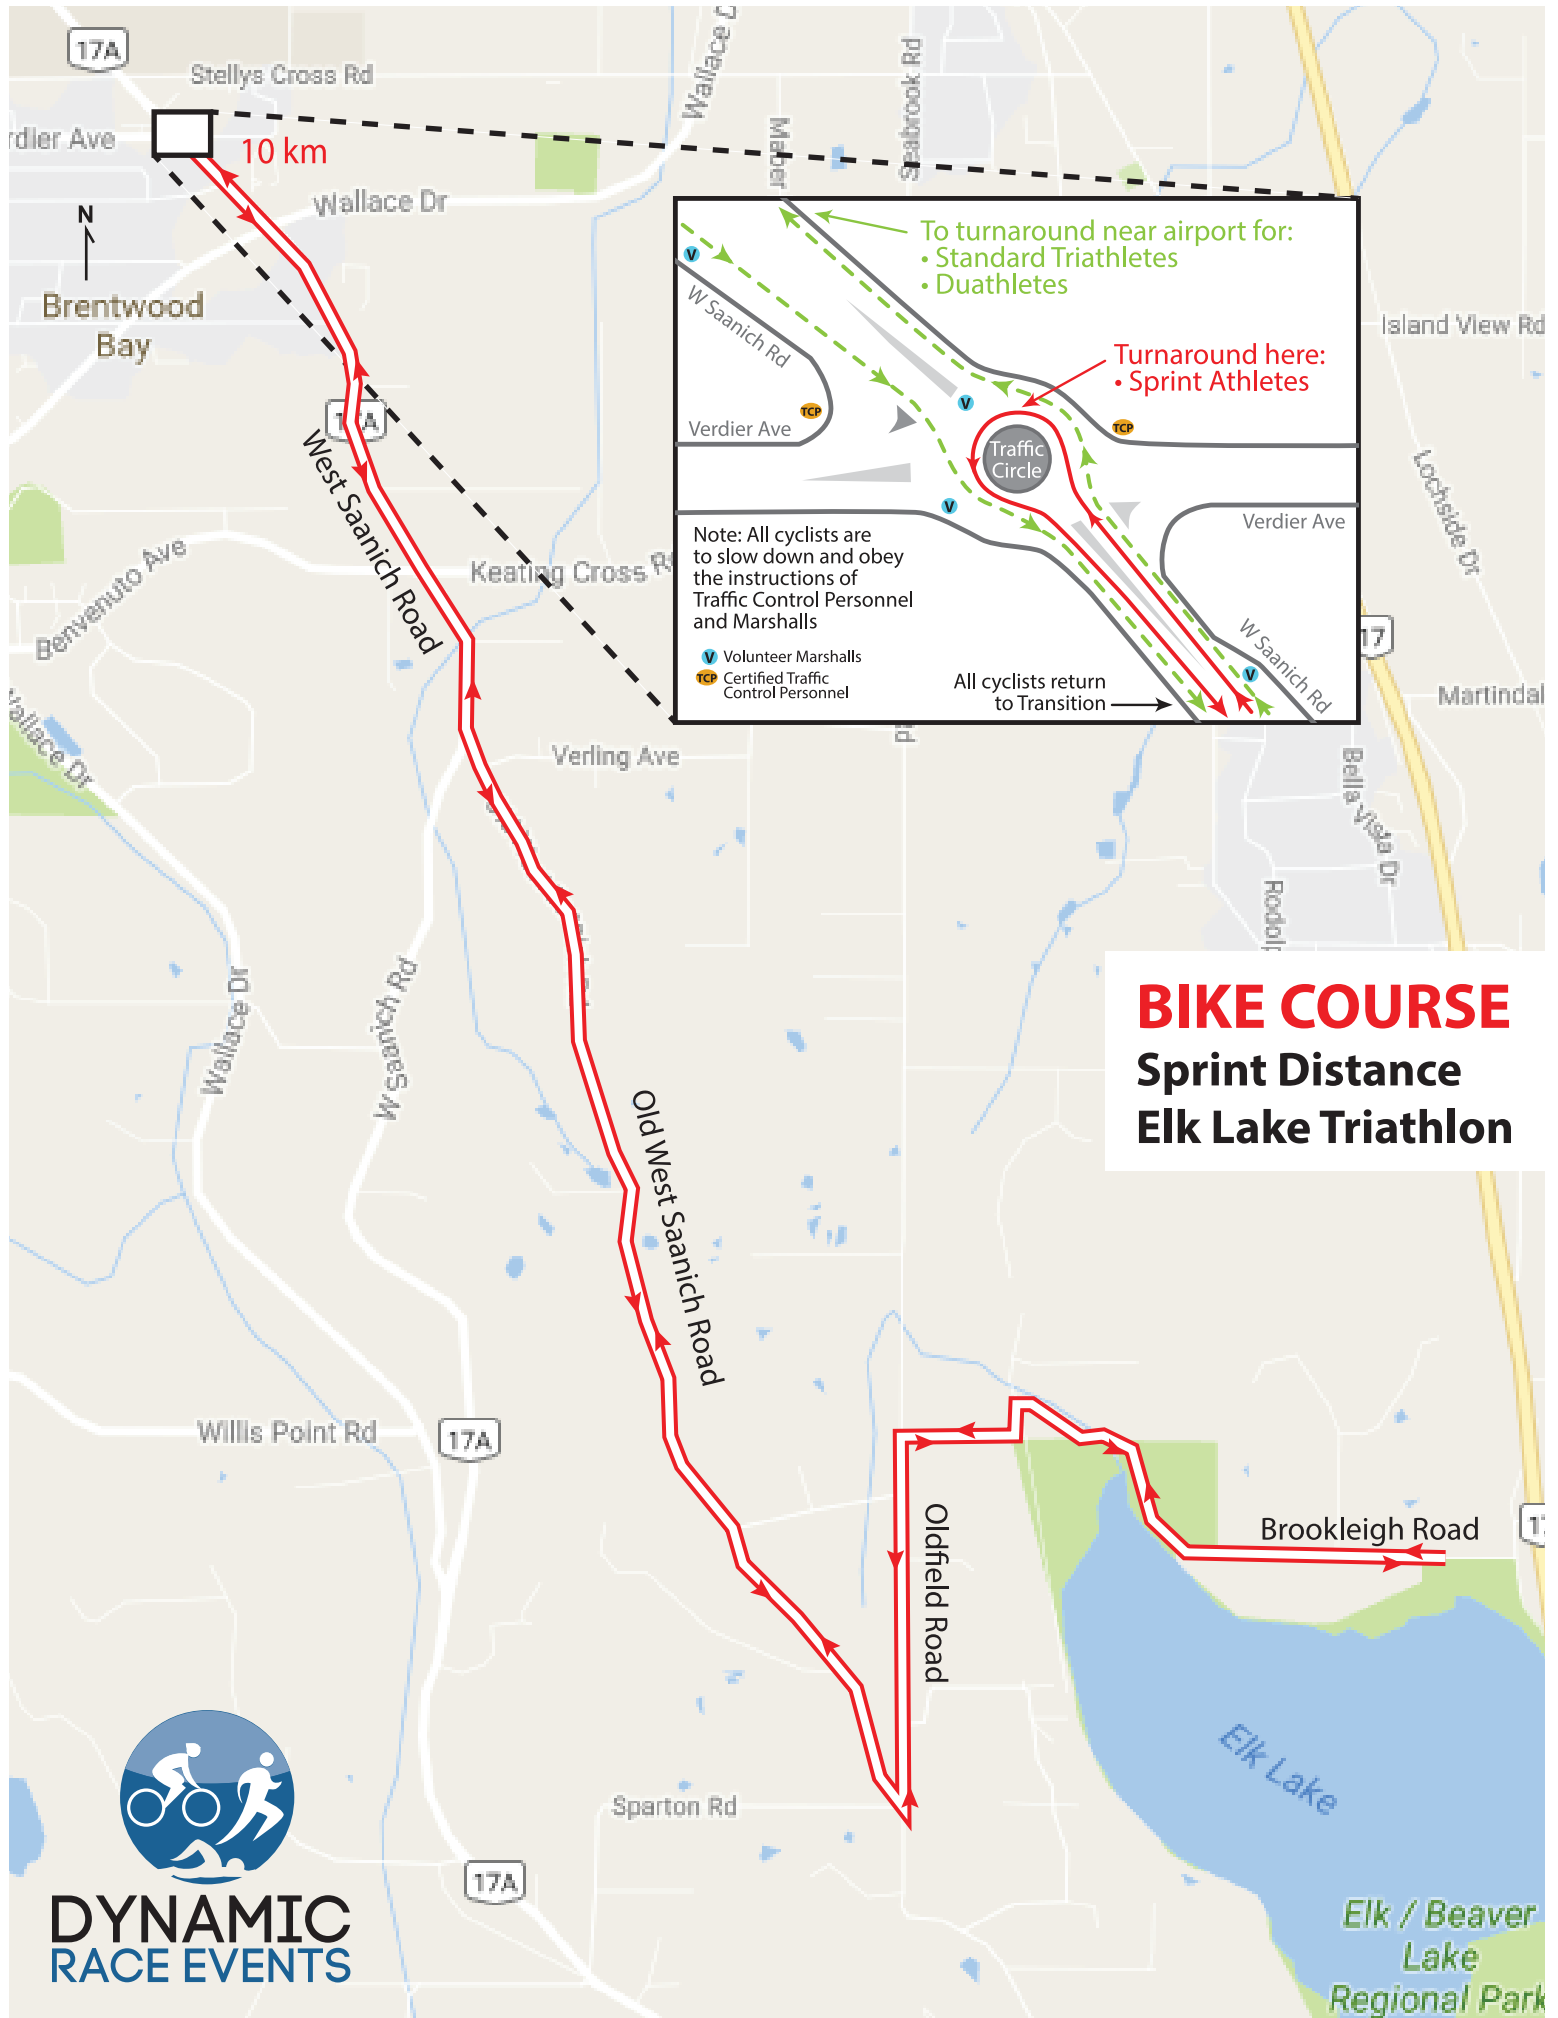 17A
Stellys Cross Rd
Wallace D
Seabrook Rd
Maber
rdier Ave
10 km
Wallace Dr
N
Brentwood
Bay
To turnaround near airport for:
• Standard Triathletes
• Duathletes
V
W Saanich Rd
Island View Rd
Turnaround here:
• Sprint Athletes
V
TCP
TCP
Verdier Ave
Traffic
Circle
V
Verdier Ave
Note: All cyclists are
to slow down and obey
the instructions of
Traffic Control Personnel
and Marshalls
V Volunteer Marshalls
TCP Certified Traffic
Control Personnel
V
W Saanich Rd
All cyclists return
to Transition
West Saanich Road
Lochside Dr
Benvenuto Ave
Keating Cross R
17
Martindal
Wallace Dr
Verling Ave
Rd
Bella Vista Dr
Wallace Dr
W Saanich Rd
BIKE COURSE
Sprint Distance
Elk Lake Triathlon
Old West Saanich Road
Willis Point Rd
17A
Oldfield Road
Brookleigh Road
17
Elk Lake
Sparton Rd
17A
DYNAMIC
RACE EVENTS
Elk / Beaver
Lake
Regional Park